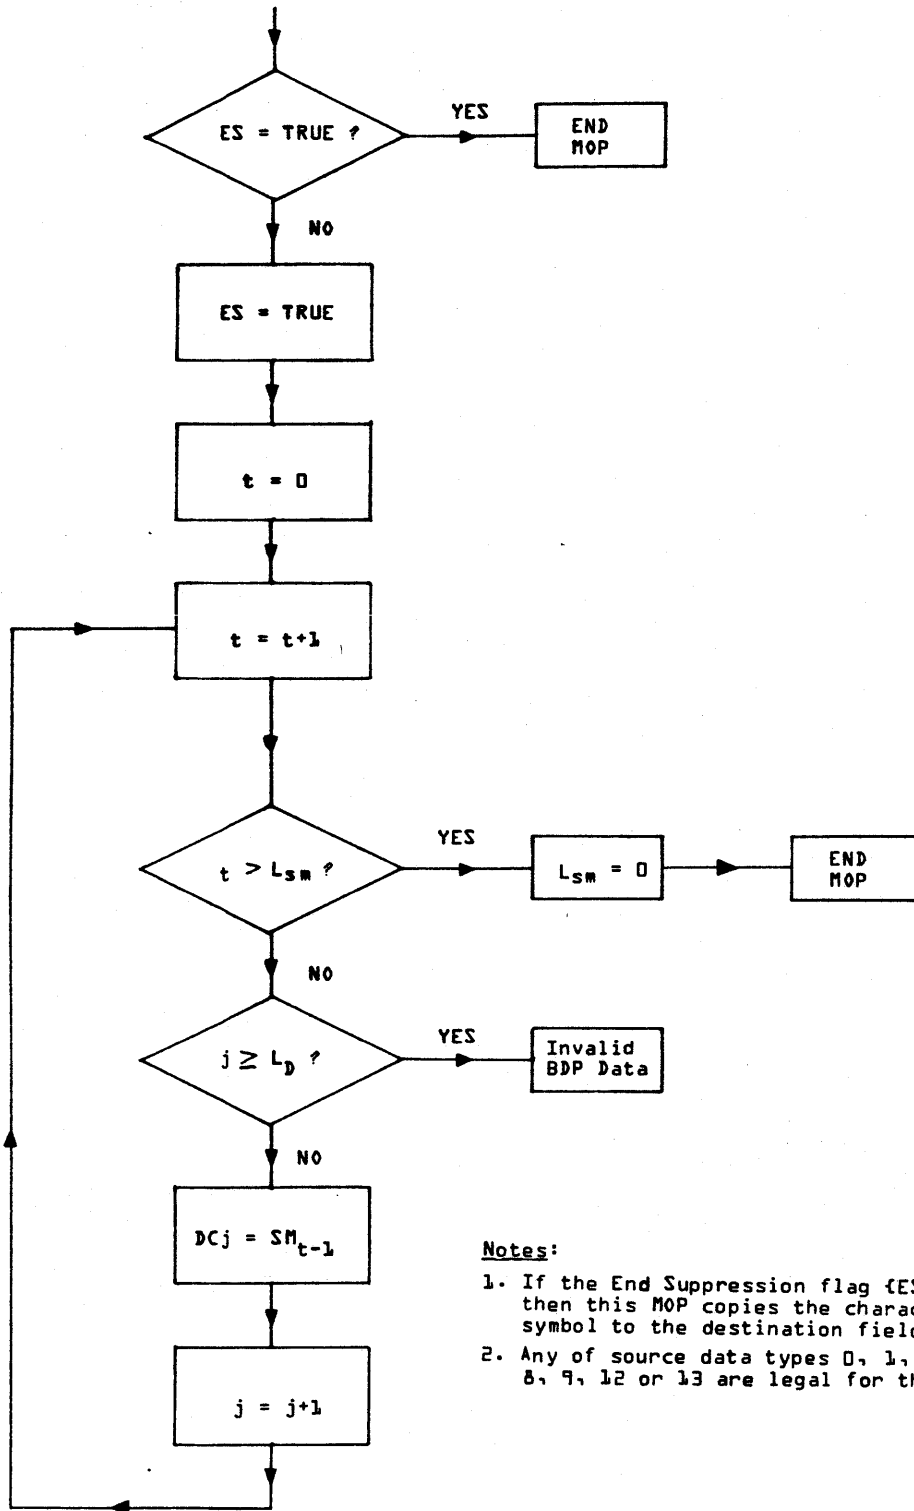 ES = TRUE ?
YES
END
MOP
NO
ES = TRUE
t = 0
t = t+1
t > Lsm ?
YES
Lsm = 0
END
MOP
NO
j ≥ LD ?
YES
Invalid
BDP Data
NO
DCj = SMt-1
j = j+1
Notes:
1. If the End Suppression flag {ES
then this MOP copies the
symbol to the destination
2. Any of source data types 0, 1,
8, 9, 12 or 13 are legal for